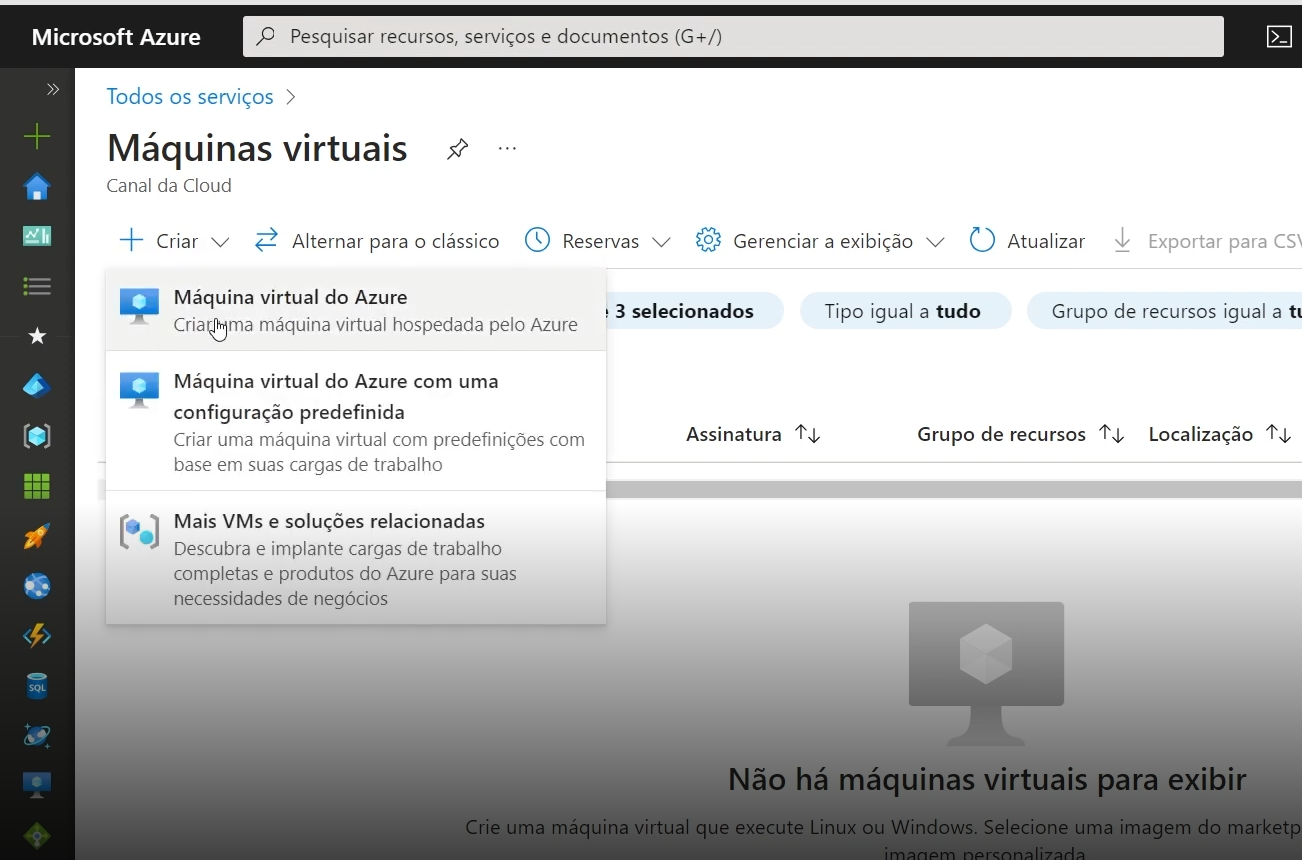 Microsoft Azure
Pesquisar recursos, serviços e documentos (G+/)
Todos os serviços
Máquinas virtuais
Canal da Cloud
Criar
Alternar para o clássico
Reservas
Gerenciar a exibição
Atualizar
Exportar para CSV
Máquina virtual do Azure
Criar uma máquina virtual hospedada pelo Azure
3 selecionados
Tipo igual a tudo
Grupo de recursos igual a
Máquina virtual do Azure com uma
configuração predefinida
Criar uma máquina virtual com predefinições com
base em suas cargas de trabalho
Assinatura
Grupo de recursos
Localização
Mais VMs e soluções relacionadas
Descubra e implante cargas de trabalho
completas e produtos do Azure para suas
necessidades de negócios
SQL
Não há máquinas virtuais para exibir
Crie uma máquina virtual que execute Linux ou Windows. Selecione uma imagem do
imagem personalizada